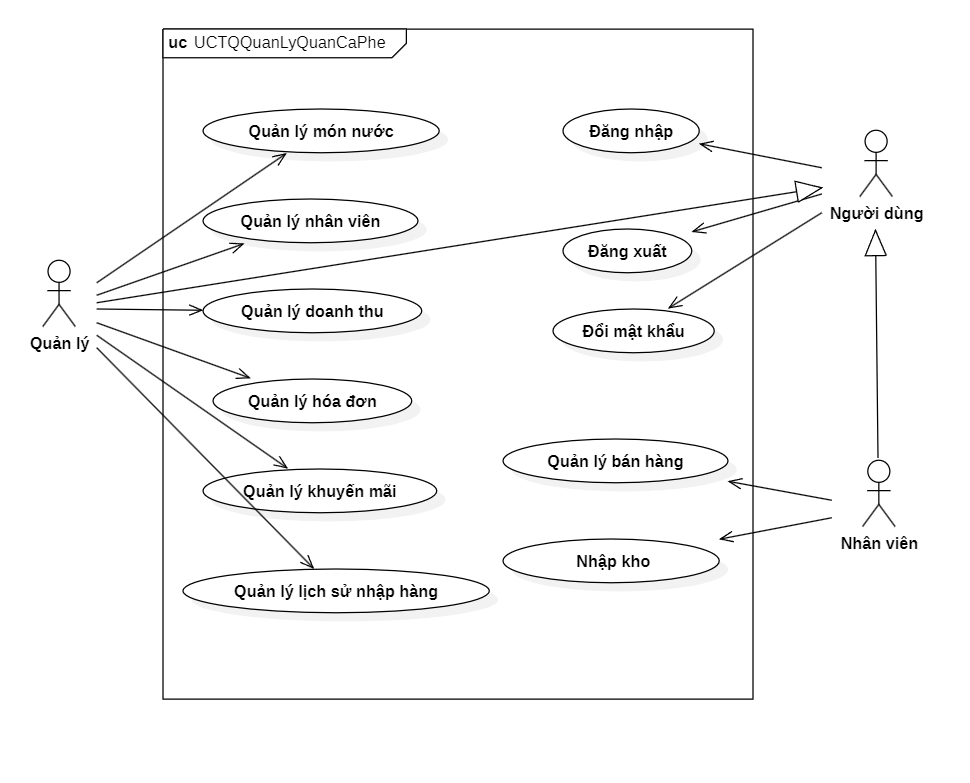 uc UCTQQuanLyQuanCaPhe
Quản lý món nước
Đăng nhập
Người dùng
Quản lý nhân viên
Đăng xuất
Quản lý doanh thu
Đổi mật khẩu
Quản lý
Quản lý hóa đơn
Quản lý bán hàng
Quản lý khuyến mãi
Nhân viên
Nhập kho
Quản lý lịch sử nhập hàng